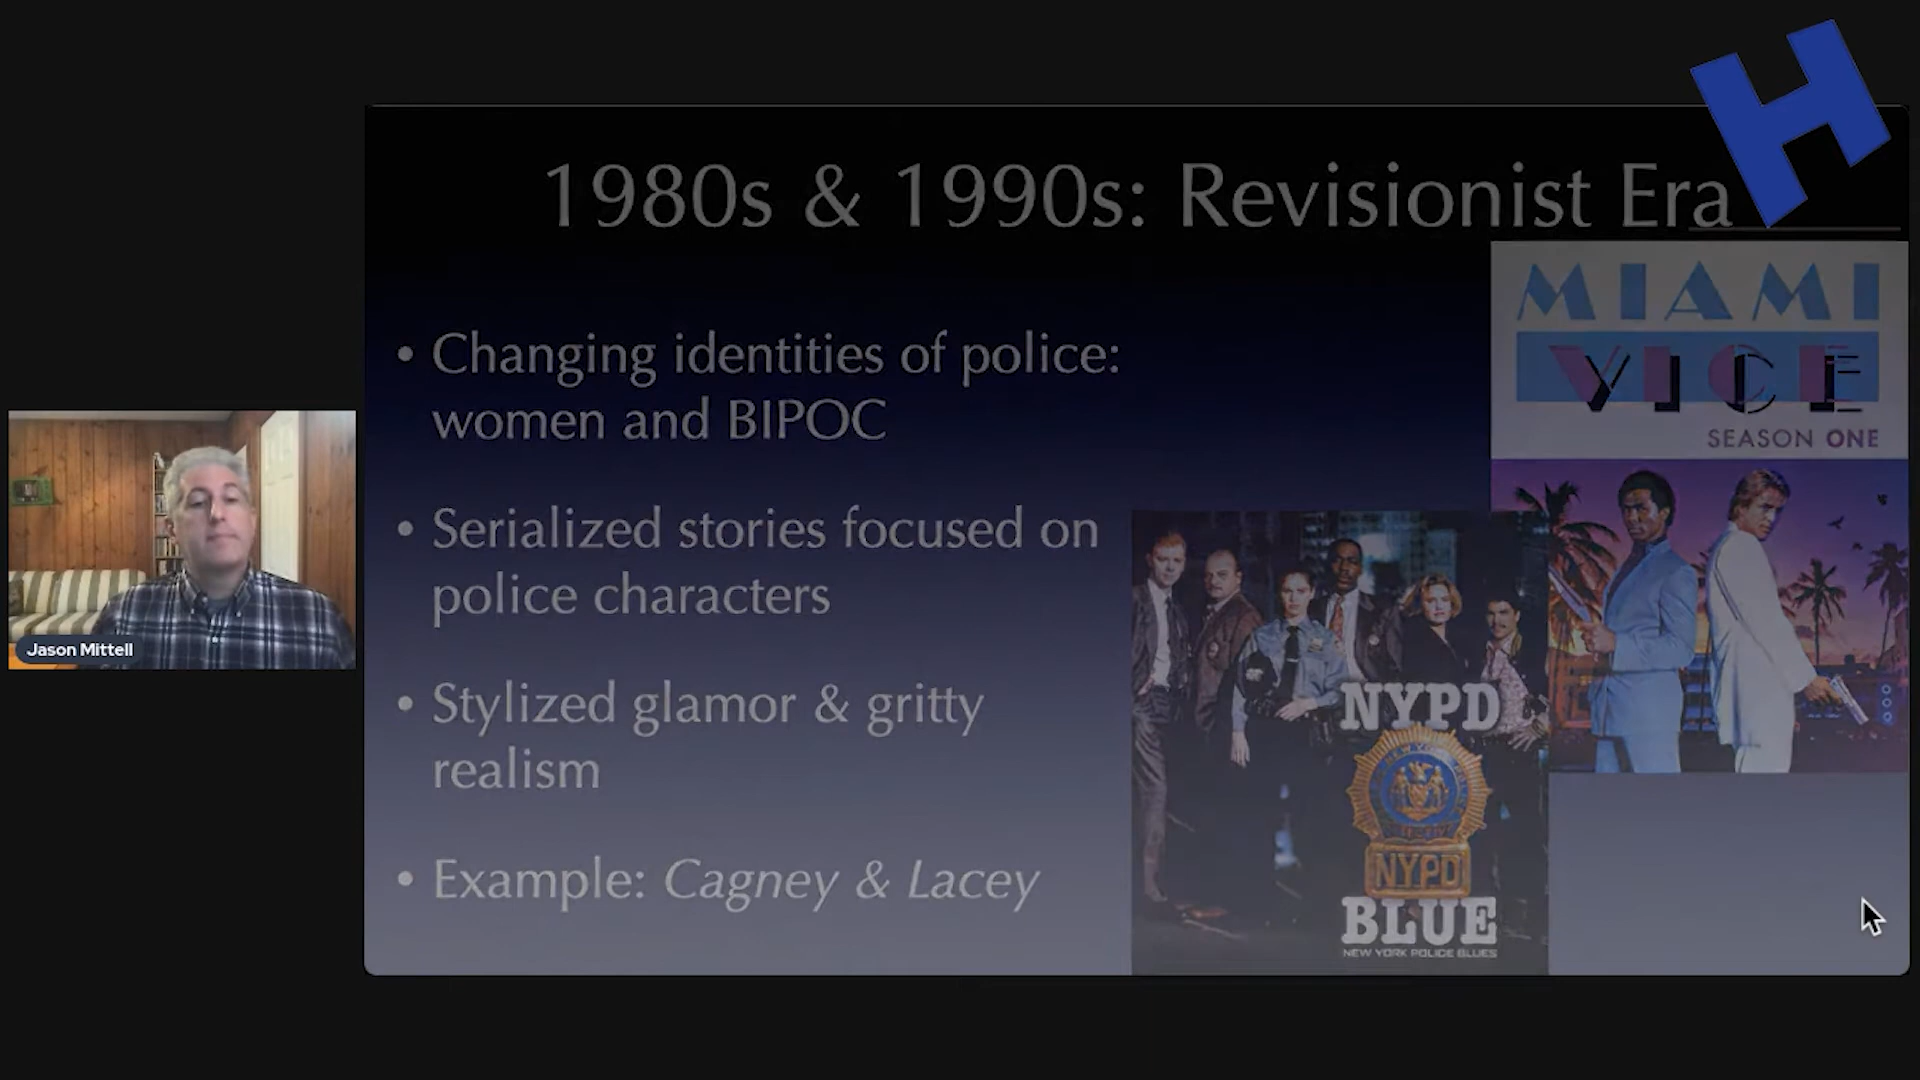 H
1980s & 1990s: Revisionist Era
• Changing identities of police:
women and BIPOC
• Serialized stories focused on
police characters
• Stylized glamor & gritty
realism
• Example: Cagney & Lacey
MIAMI
VICE
SEASON ONE
NYPD
NYPD
BLUE
NEW YORK POLICE BLUES
Jason Mittell